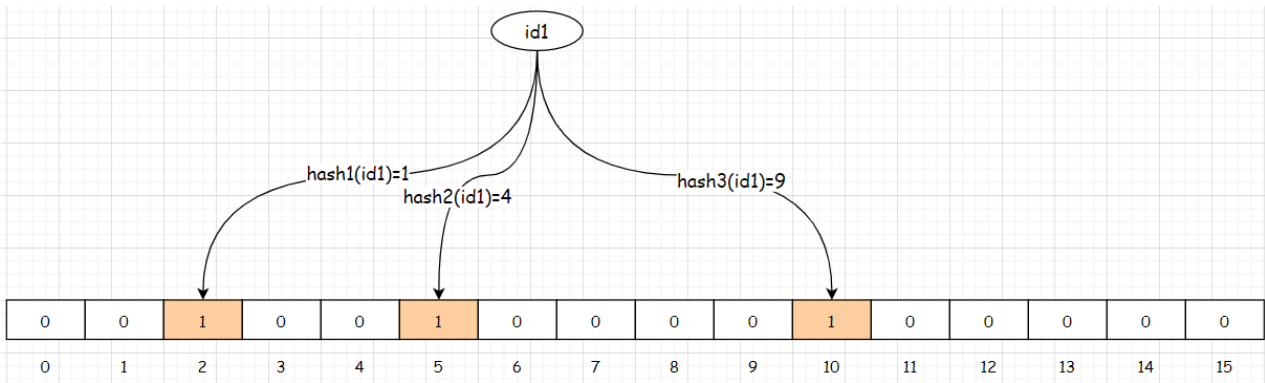 id1
hash1(id1)=1
hash2(id1)=4
hash3(id1)=9
0 0 1 0 0 1 0 0 0 0 1 0 0 0 0 0
0 1 2 3 4 5 6 7 8 9 10 11 12 13 14 15